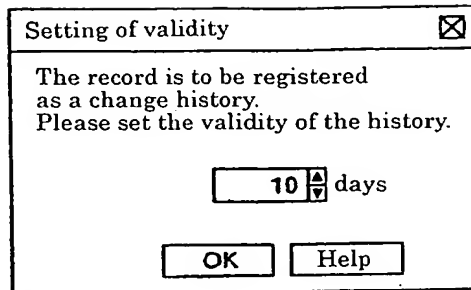 Setting of validity
The record is to be registered
as a change history.
Please set the validity of the history.
10 days
OK Help